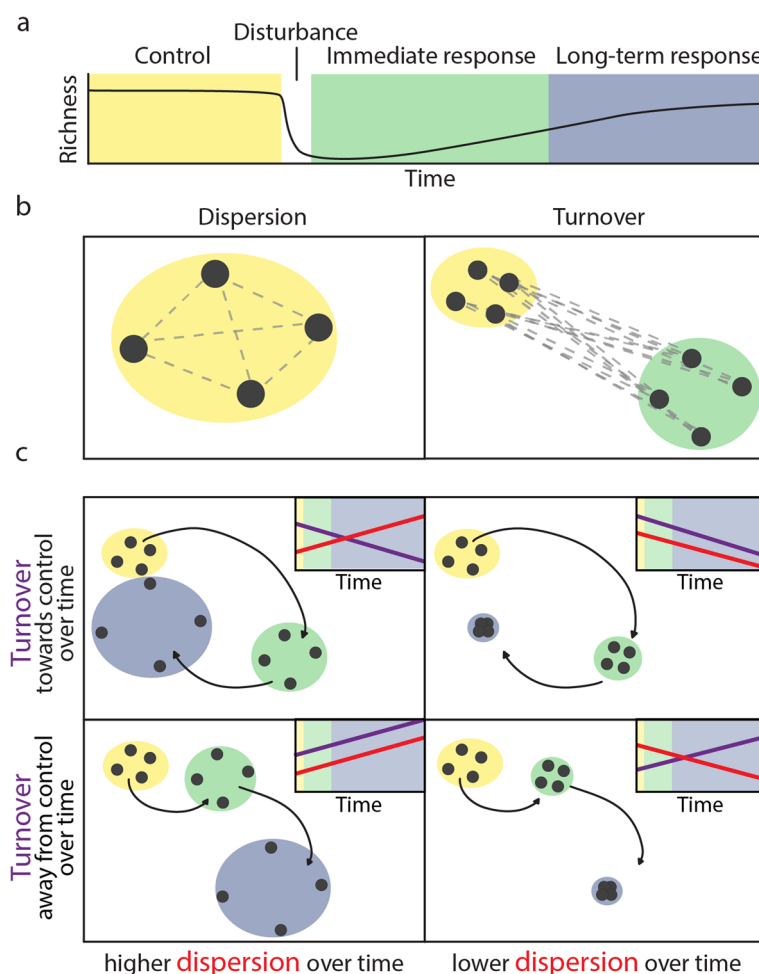 a
Disturbance
Control
Immediate response
Long-term response
Richness
Time
b
Dispersion
Turnover
c
Turnover
towards control
over time
Time
Time
Turnover
away from control
over time
Time
Time
higher dispersion over time
lower dispersion over time